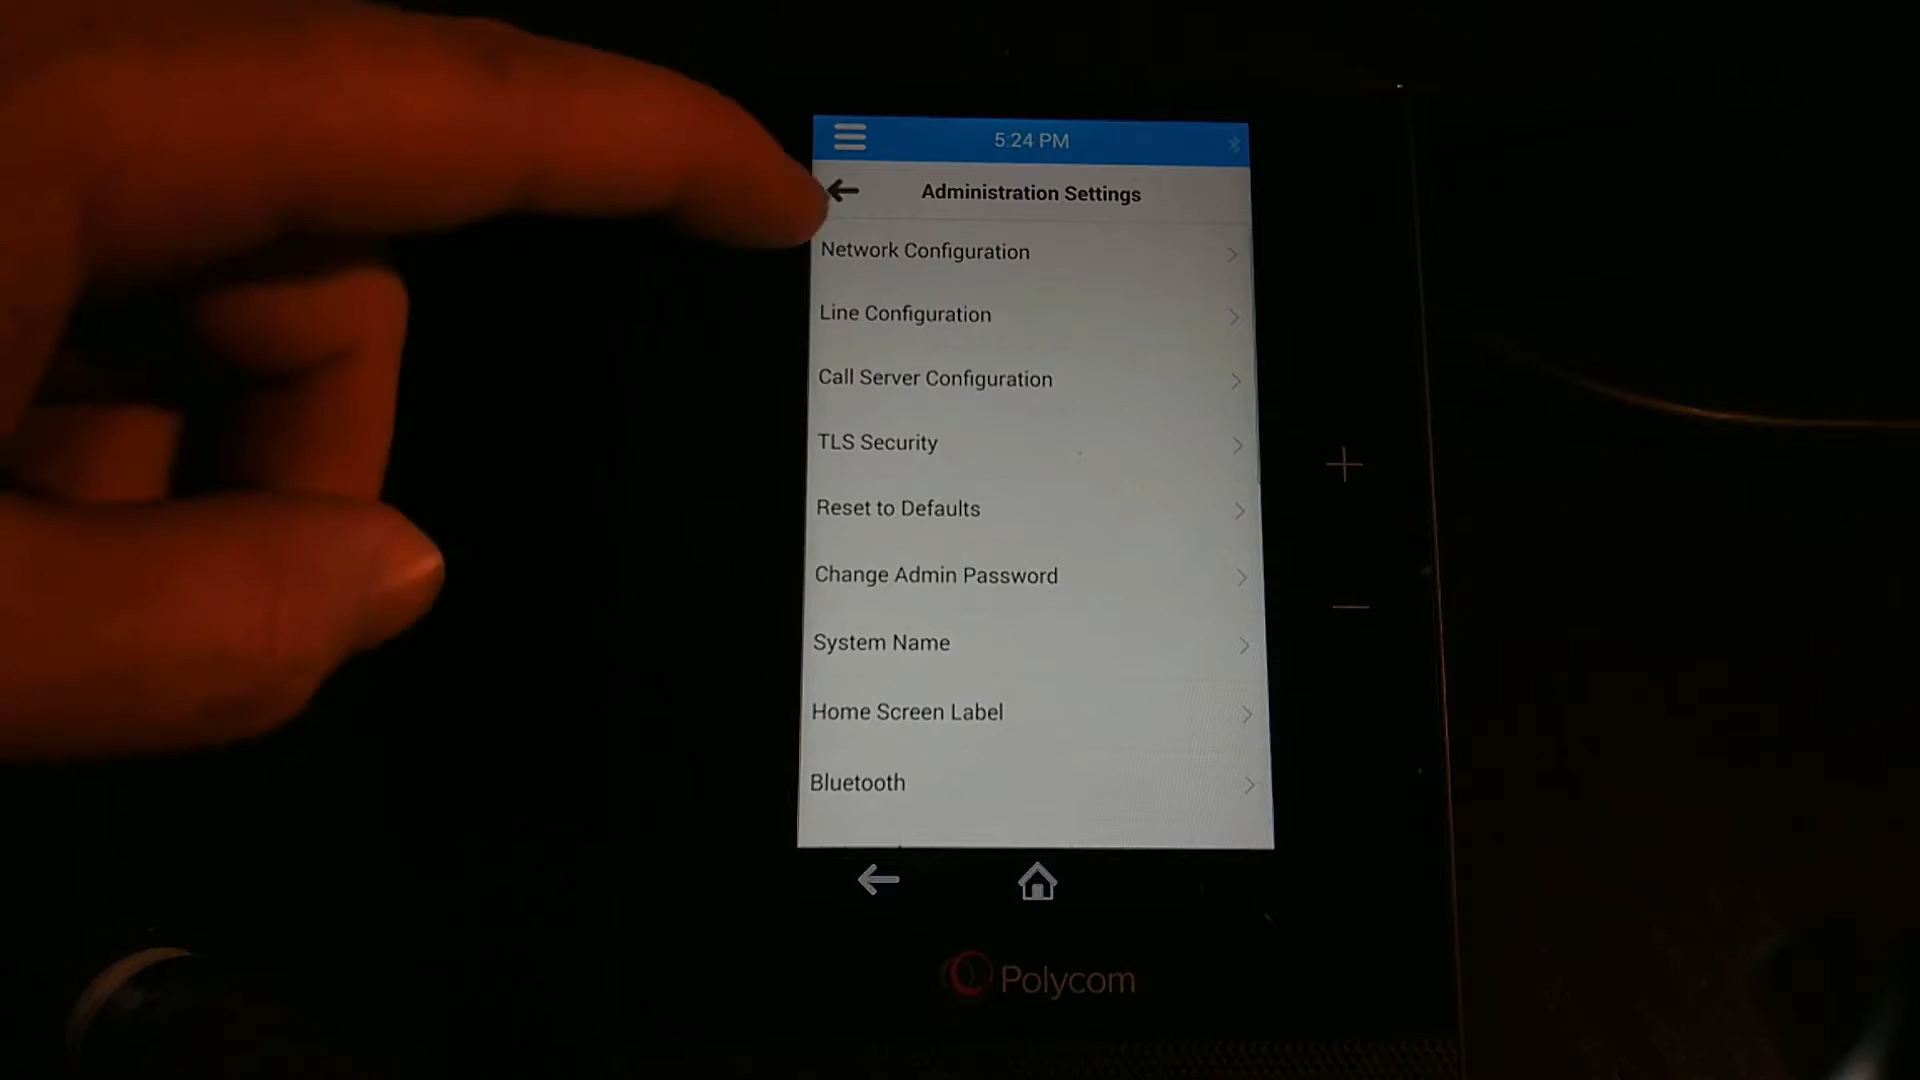 5:24 PM
Administration Settings
Network Configuration
Line Configuration
Call Server Configuration
TLS Security
Reset to Defaults
Change Admin Password
System Name
Home Screen Label
Bluetooth
Polycom